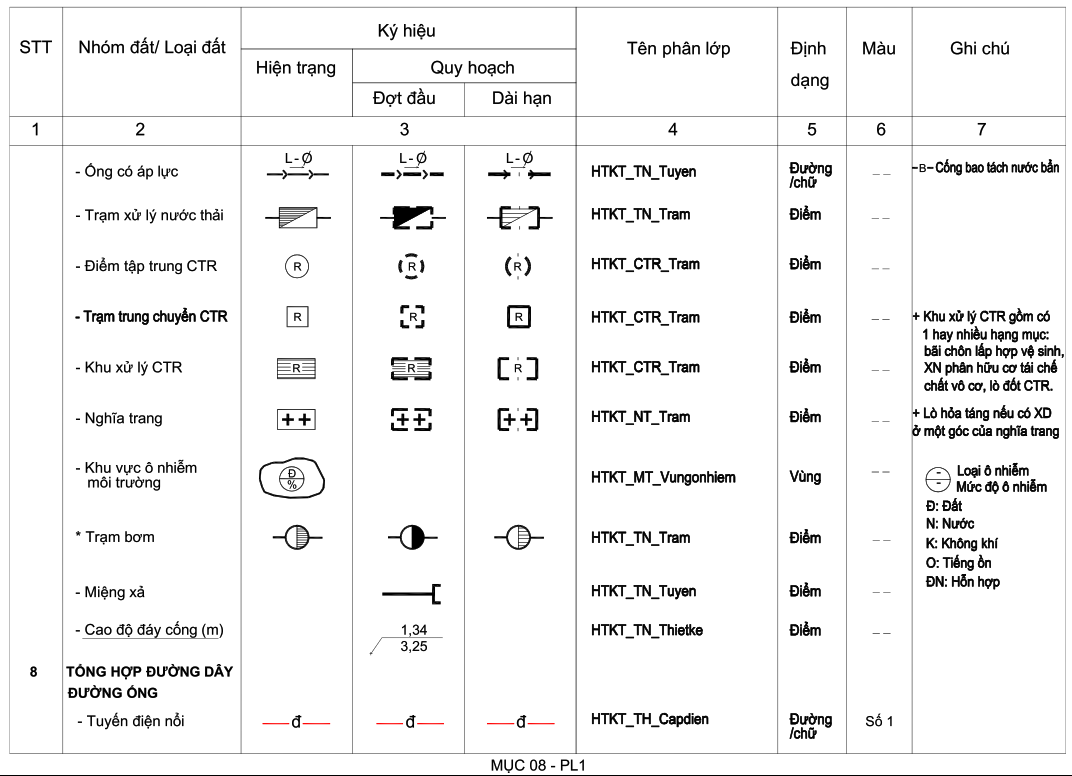 STT
Nhóm đất/ Loại đất
Ký hiệu
Hiện trạng
Quy hoạch
Đợt đầu
Dài hạn
Tên phân lớp
Định
dạng
Màu
Ghi chú
1 2 3 4 5 6 7
- Ống có áp lực L-Ø L-Ø L-Ø HTKT_TN_Tuyen Đường
/chữ
_ _ –B– Cống bao tách nước bẩn
- Trạm xử lý nước thải HTKT_TN_Tram Điểm _ _
- Điểm tập trung CTR R R R HTKT_CTR_Tram Điểm _ _
- Trạm trung chuyển CTR R R R HTKT_CTR_Tram Điểm _ _
+ Khu xử lý CTR gồm có
1 hay nhiều hạng mục:
bãi chôn lấp hợp vệ sinh,
XN phân hữu cơ tái chế
chất vô cơ, lò đốt CTR.
- Khu xử lý CTR R R R HTKT_CTR_Tram Điểm _ _
- Nghĩa trang ++ ++ ++ HTKT_NT_Tram Điểm _ _
+ Lò hỏa táng nếu có XD
ở một góc của nghĩa trang
- Khu vực ô nhiễm
môi trường
Đ
%
HTKT_MT_Vungonhiem Vùng _ _
- Loại ô nhiễm
- Mức độ ô nhiễm
Đ: Đất
N: Nước
K: Không khí
O: Tiếng ồn
ĐN: Hỗn hợp
* Trạm bơm HTKT_TN_Tram Điểm _ _
- Miệng xả HTKT_TN_Tuyen Điểm _ _
- Cao độ đáy cống (m) 1,34
3,25
HTKT_TN_Thietke Điểm _ _
8 TỔNG HỢP ĐƯỜNG DÂY
ĐƯỜNG ỐNG
- Tuyến điện nổi đ đ đ HTKT_TH_Capdien Đường
/chữ
Số 1
MỤC 08 - PL1